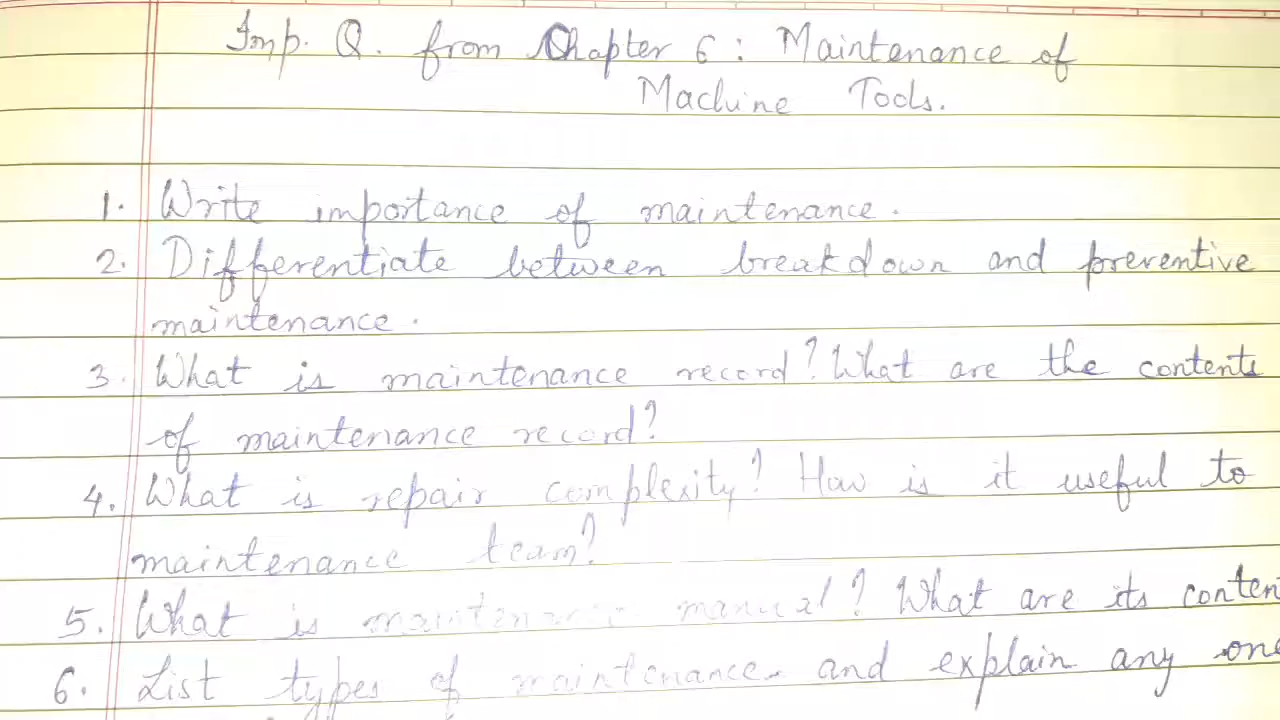 Imp. Q. from Chapter 6: Maintenance of
Machine Tools.
1. Write importance of maintenance.
2. Differentiate between breakdown and preventive
maintenance.
3. What is maintenance record? What are the contents
of maintenance record?
4. What is repair complexity? How is it useful to
maintenance team?
5. What is maintenance manual? What are its conten
6. List types of maintenance and explain any one